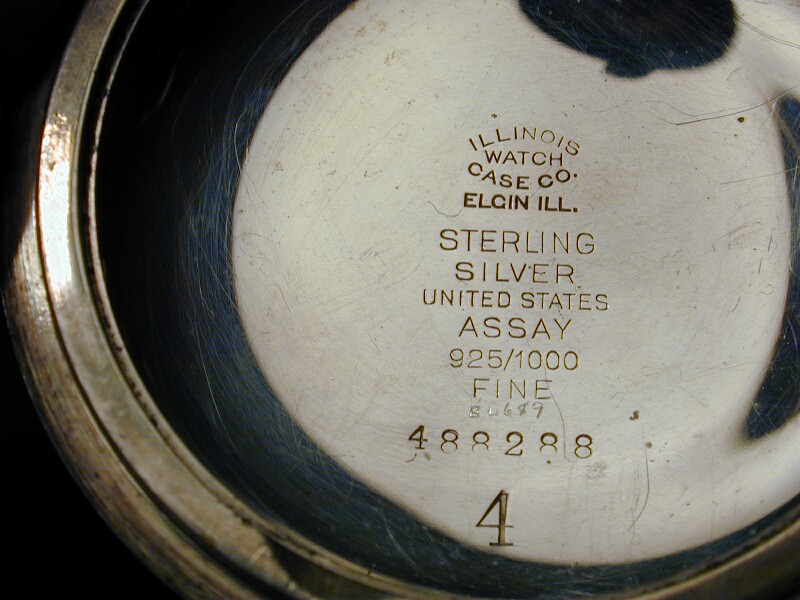 ILLINOIS
WATCH
CASE CO.
ELGIN ILL.
STERLING
SILVER
UNITED STATES
ASSAY
925/1000
FINE
488288
4